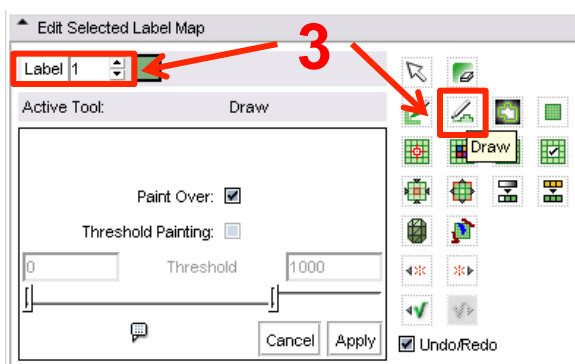 Edit Selected Label Map
3
Label 1
Active Tool: Draw
Draw
Paint Over:
Threshold Painting:
0 Threshold 1000
Cancel Apply
Undo/Redo